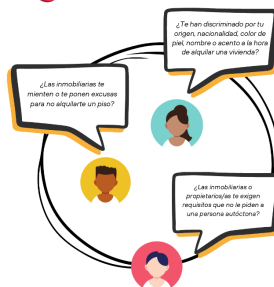 ¿Te han discriminado por tu
origen, nacionalidad, color de
piel, nombre o acento a la hora
de alquilar una vivienda?
¿Las inmobiliarias te
mienten o te ponen excusas
para no alquilarte un piso?
¿Las inmobiliarias o
propietarios/as te exigen
requisitos que no le piden a
una persona autóctona?